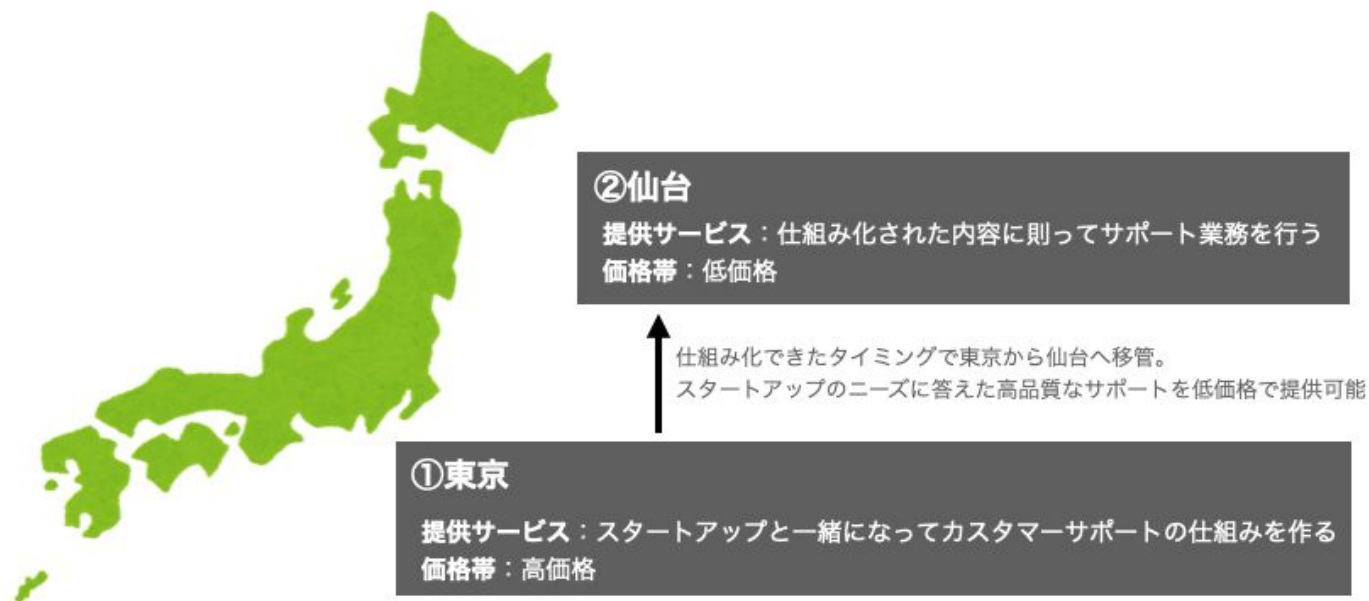 ②仙台
提供サービス：仕組み化された内容に則ってサポート業務を行う
価格帯：低価格
仕組み化できたタイミングで東京から仙台へ移管。
スタートアップのニーズに答えた高品質なサポートを低価格で提供可能
①東京
提供サービス：スタートアップと一緒になってカスタマーサポートの仕組みを作る
価格帯：高価格